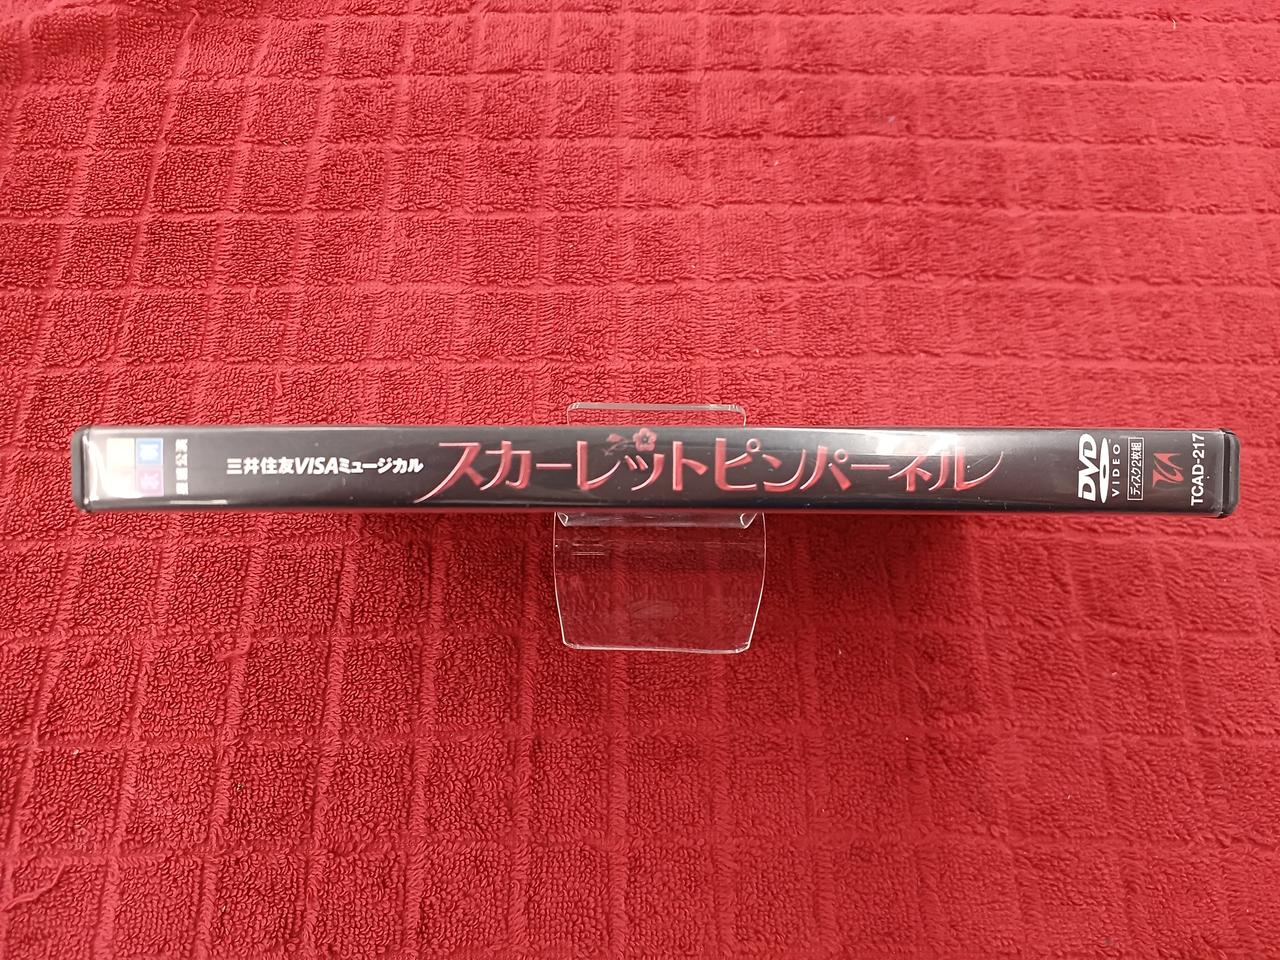 三井住友VISAミュージカル
スカーレットピンパーネル
DVD
VIDEO
ディスク2枚組
TCAD-217